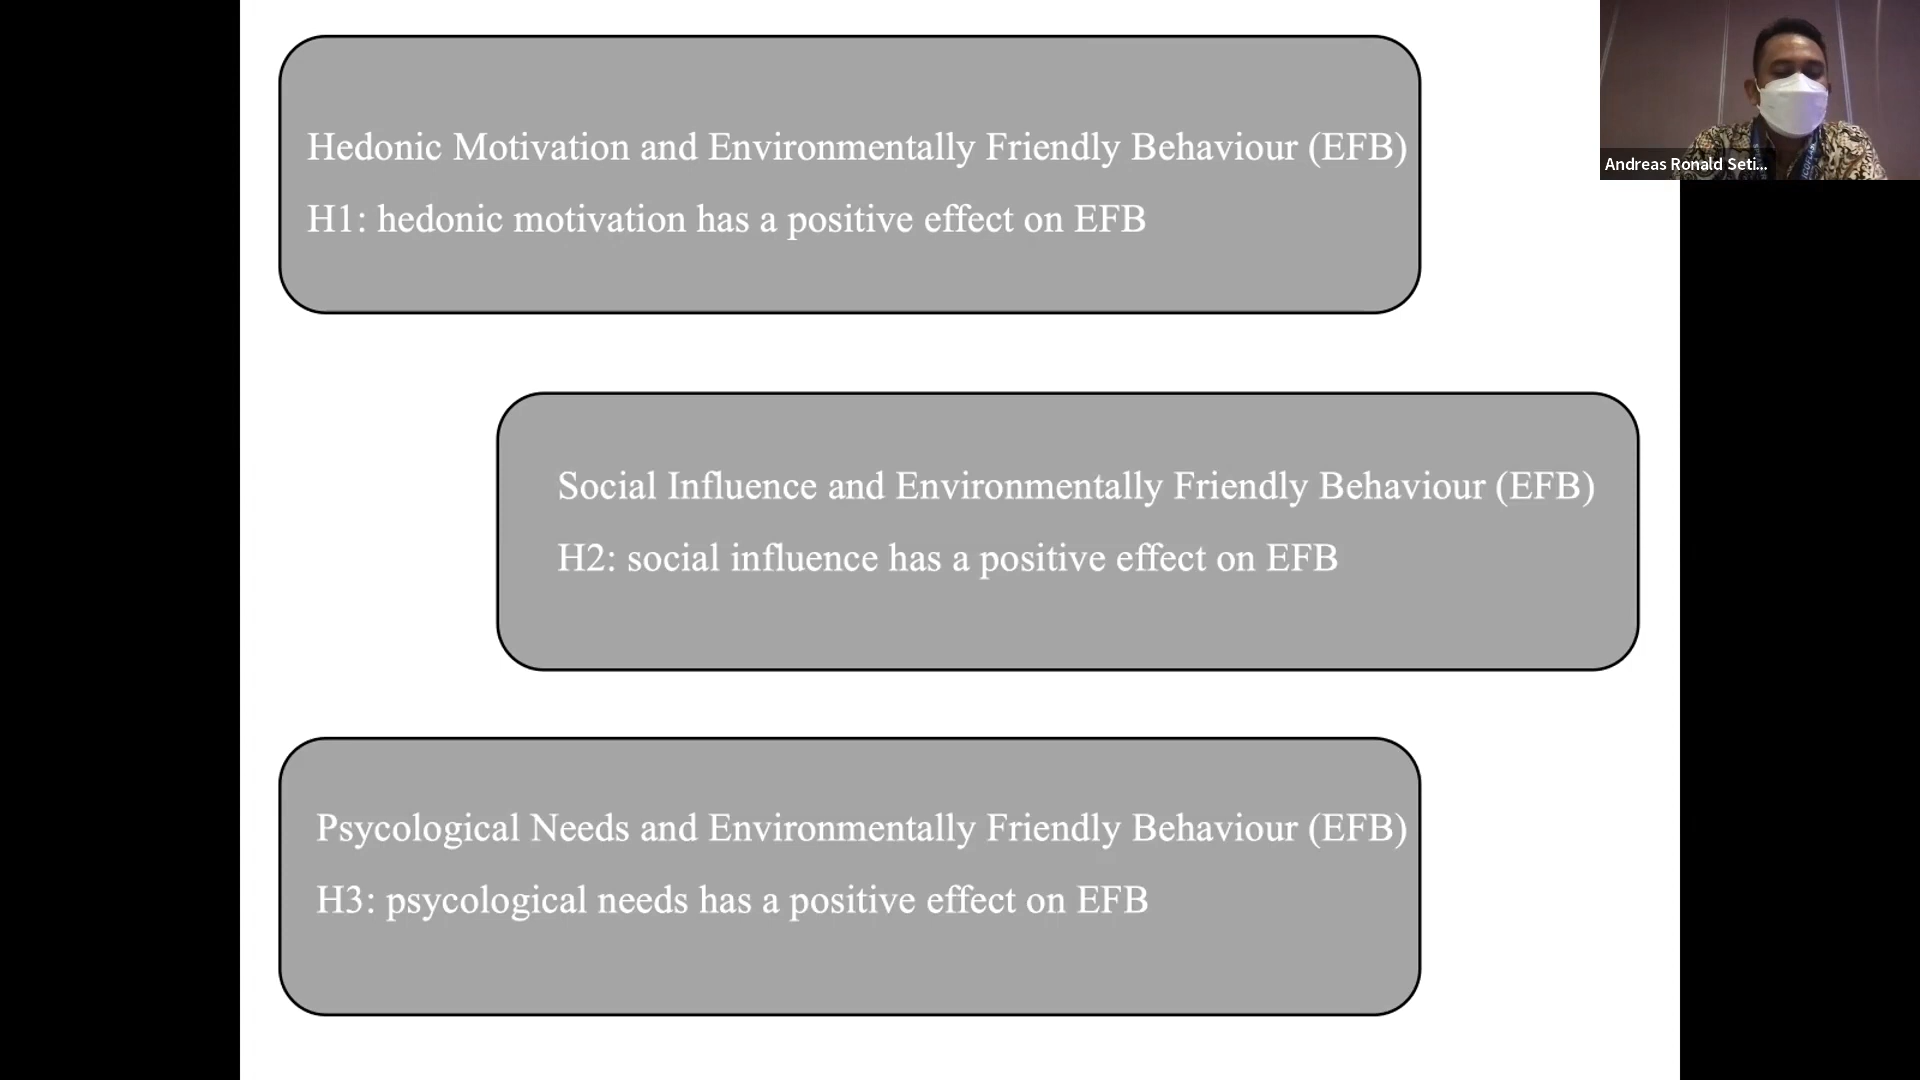 Hedonic Motivation and Environmentally Friendly Behaviour (EFB)
H1: hedonic motivation has a positive effect on EFB
Andreas Ronald Seti...
Social Influence and Environmentally Friendly Behaviour (EFB)
H2: social influence has a positive effect on EFB
Psycological Needs and Environmentally Friendly Behaviour (EFB)
H3: psycological needs has a positive effect on EFB